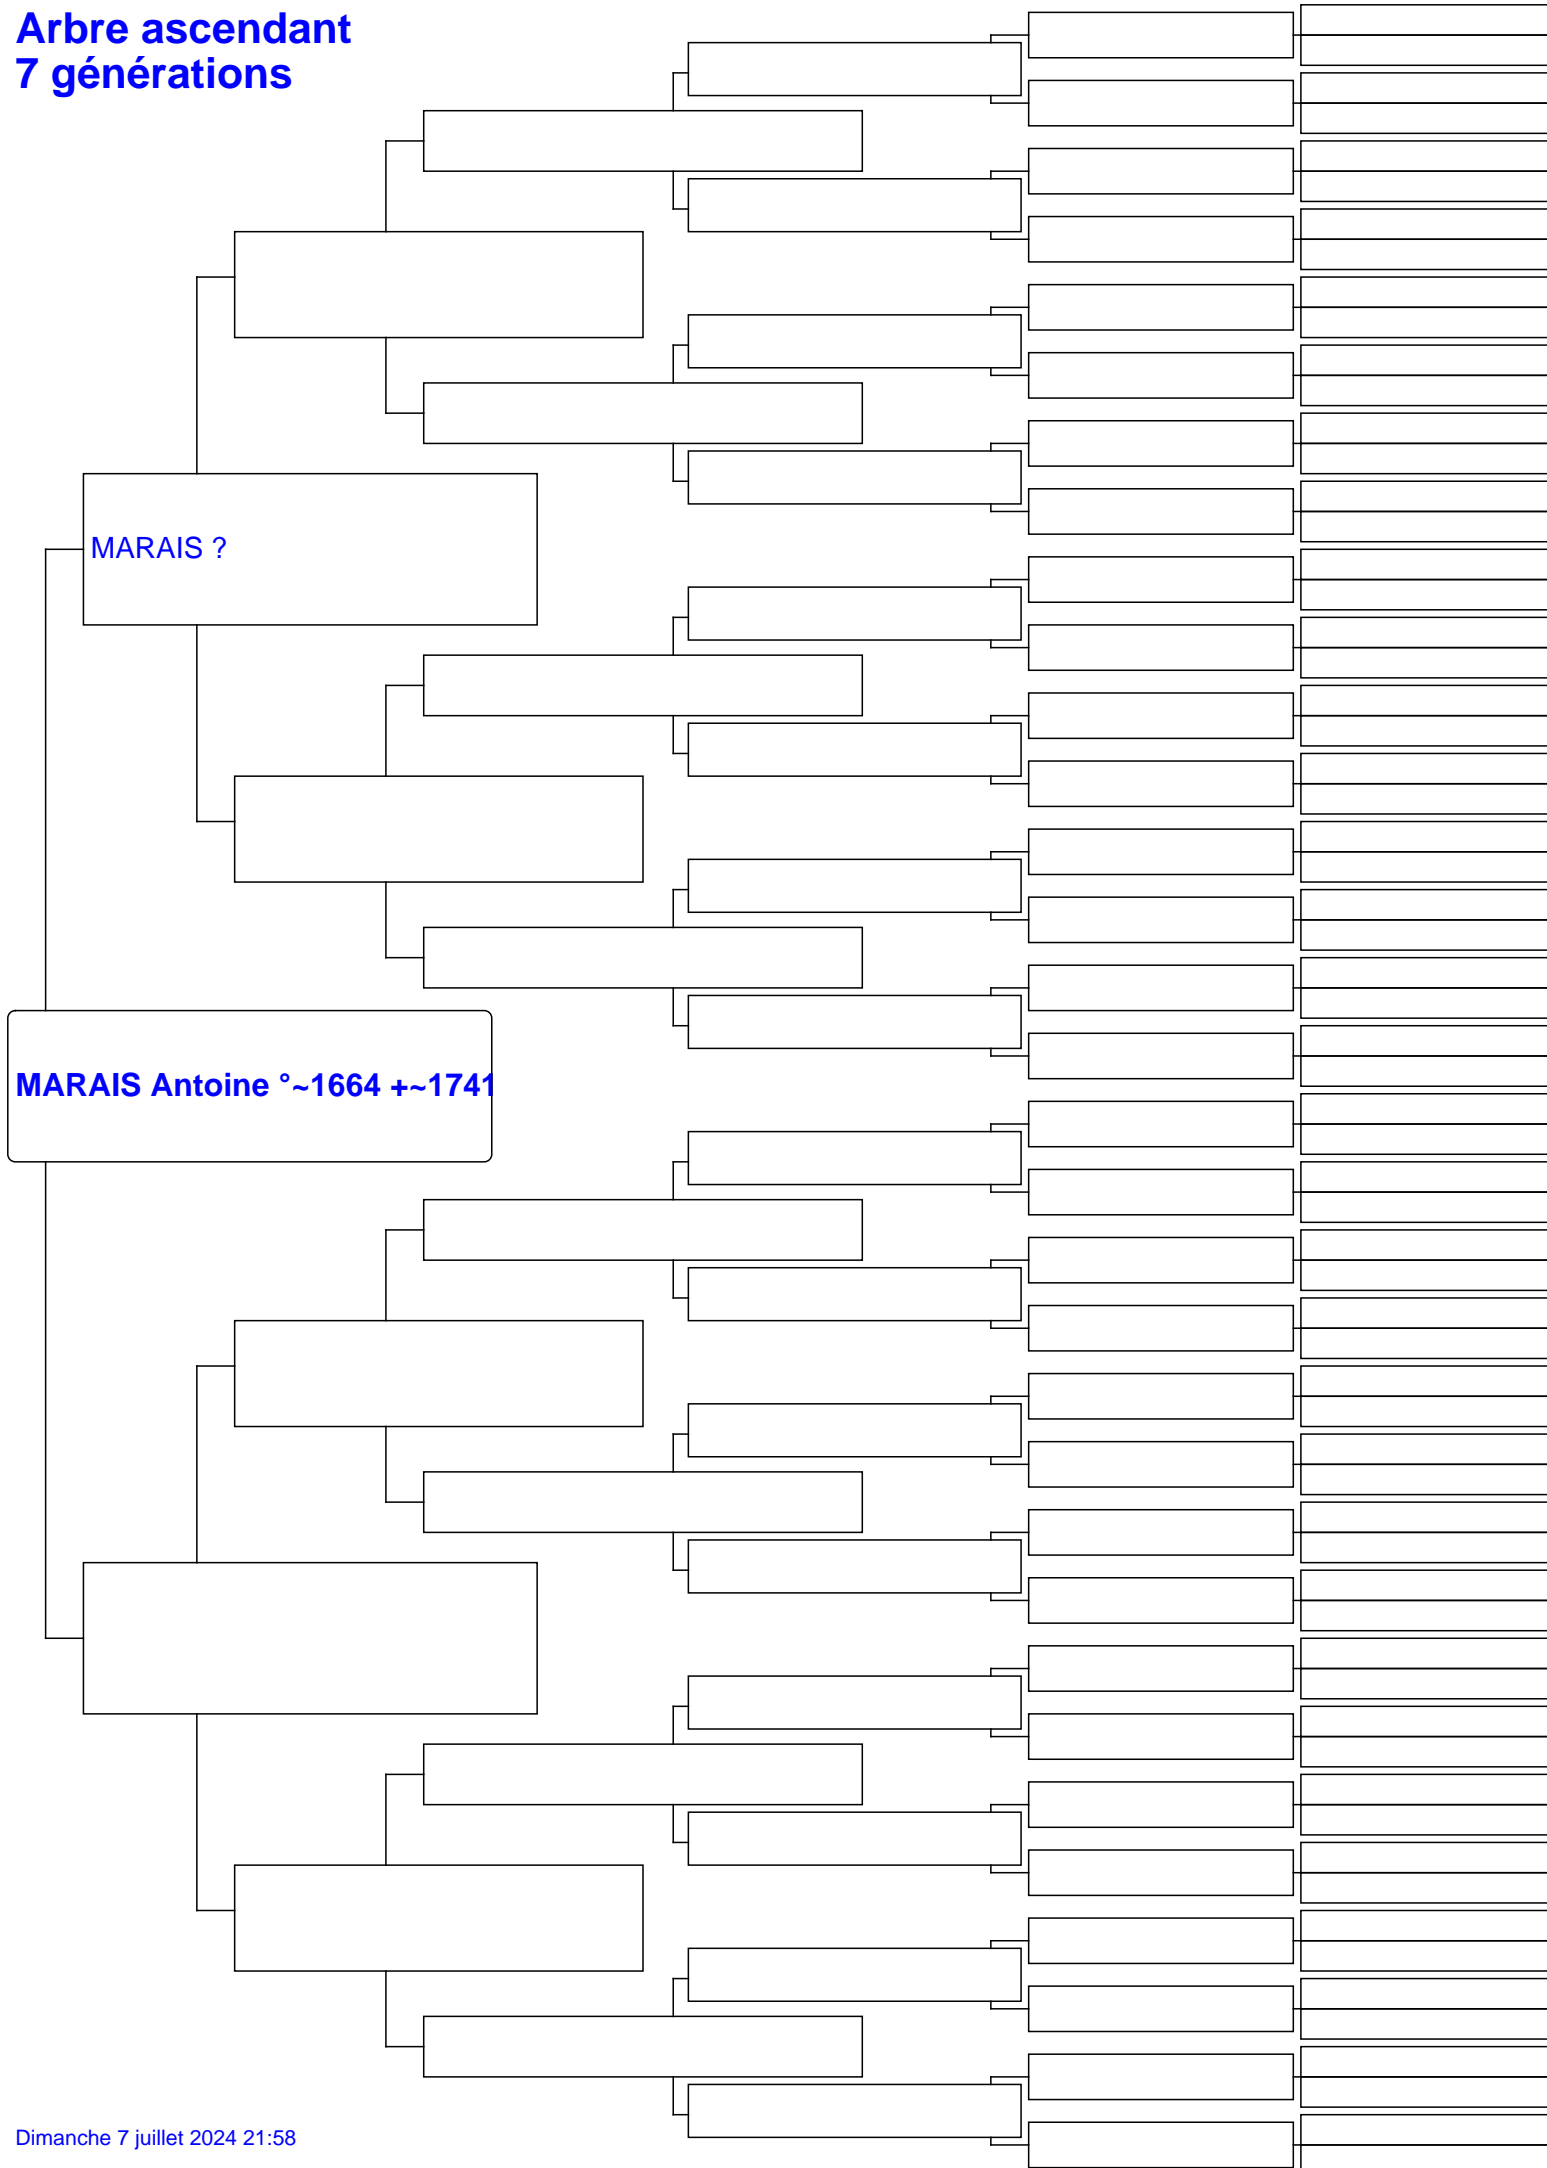 Arbre ascendant
7 générations
MARAIS ?
MARAIS Antoine °~1664 +~1741
Dimanche 7 juillet 2024 21:58